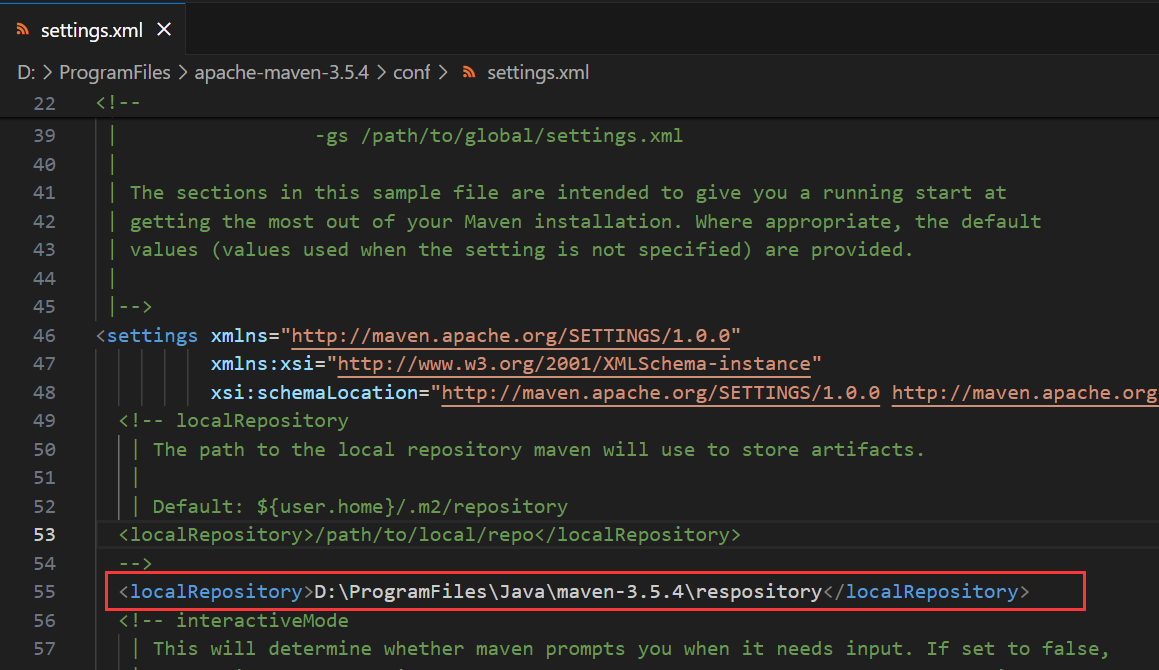 settings.xml
D: > ProgramFiles > apache-maven-3.5.4 > conf > settings.xml
22 <!--
39 | -gs /path/to/global/settings.xml
40 |
41 | The sections in this sample file are intended to give you a running start at
42 | getting the most out of your Maven installation. Where appropriate, the default
43 | values (values used when the setting is not specified) are provided.
44 |
45 |-->
46 <settings xmlns="http://maven.apache.org/SETTINGS/1.0.0"
47 xmlns:xsi="http://www.w3.org/2001/XMLSchema-instance"
48 xsi:schemaLocation="http://maven.apache.org/SETTINGS/1.0.0 http://maven.apache.org
49 <!-- localRepository
50 | The path to the local repository maven will use to store artifacts.
51 |
52 | Default: ${user.home}/.m2/repository
53 <localRepository>/path/to/local/repo</localRepository>
54 -->
55 <localRepository>D:\ProgramFiles\Java\maven-3.5.4\respository</localRepository>
56 <!-- interactiveMode
57 | This will determine whether maven prompts you when it needs input. If set to false,